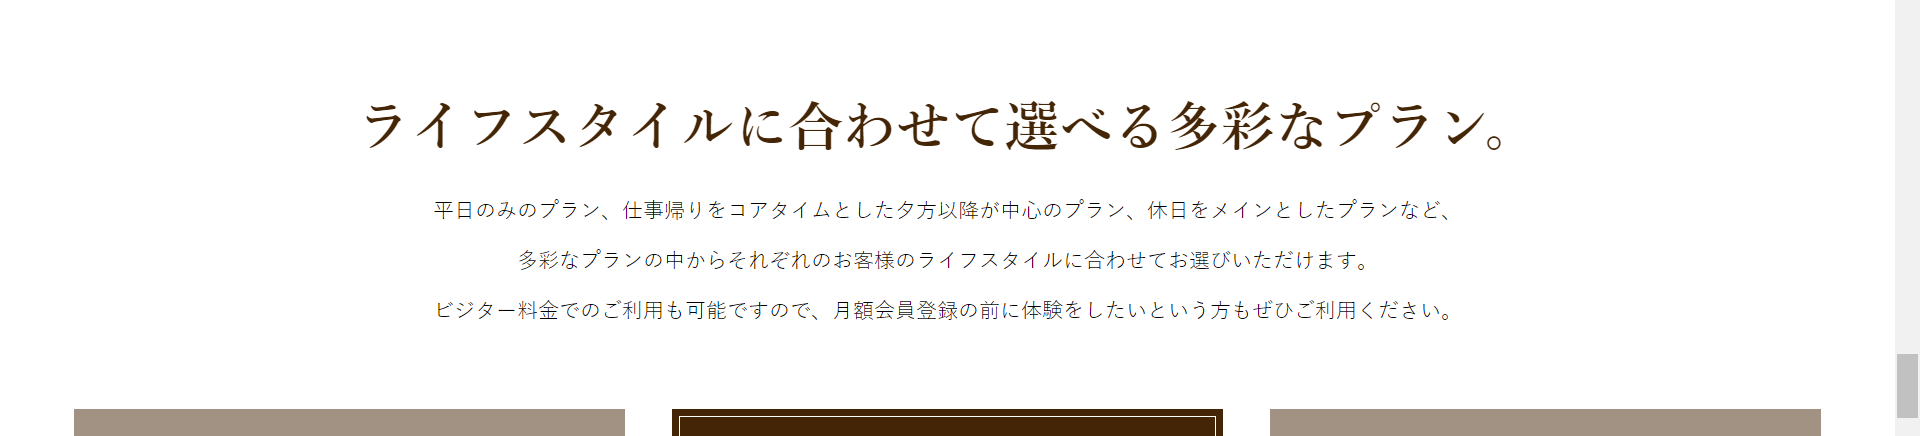 ライフスタイルに合わせて選べる多彩なプラン。
平日のみのプラン、仕事帰りをコアタイムとした夕方以降が中心のプラン、休日をメインとしたプランなど、
多彩なプランの中からそれぞれのお客様のライフスタイルに合わせてお選びいただけます。
ビジター料金でのご利用も可能ですので、月額会員登録の前に体験をしたいという方もぜひご利用ください。